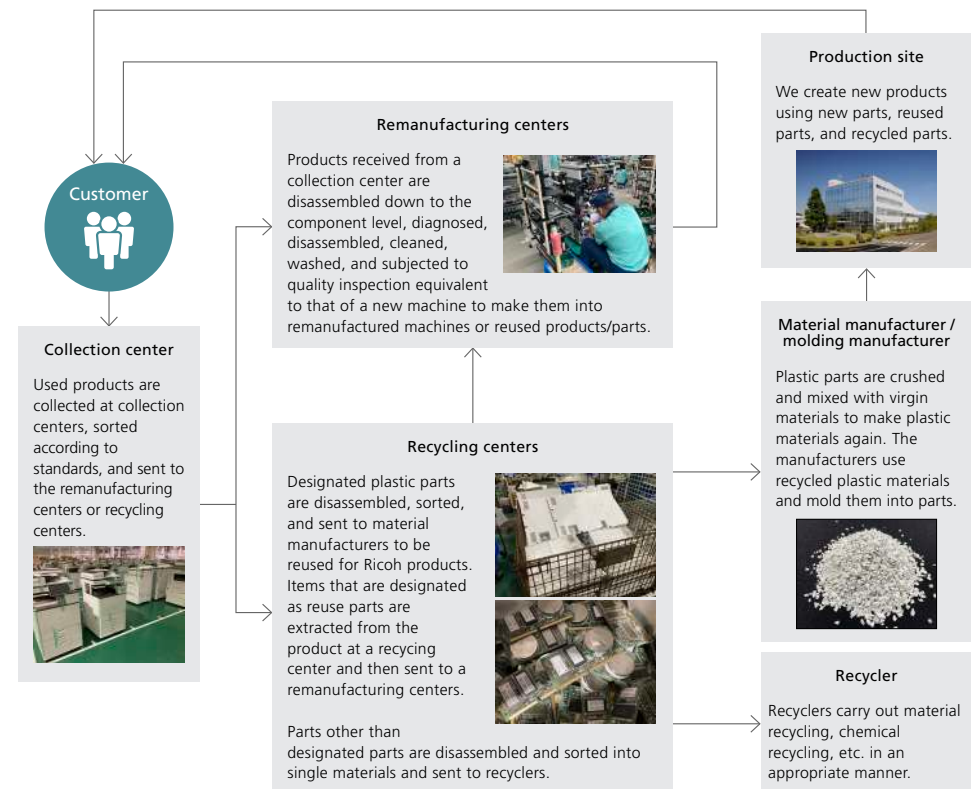 Customer
Collection center
Used products are
collected at collection
centers, sorted
according to
standards, and sent to
the remanufacturing
centers or recycling
centers.
Remanufacturing centers
Products received from a
collection center are
disassembled down to the
component level, diagnosed,
disassembled, cleaned,
washed, and subjected to
quality inspection equivalent
to that of a new machine to make them into
remanufactured machines or reused products/parts.
Recycling centers
Designated plastic parts
are disassembled, sorted,
and sent to material
manufacturers to be
reused for Ricoh products.
Items that are designated
as reuse parts are
extracted from the
product at a recycing
center and then sent to a
remanufacturing centers.
Parts other than
designated parts are disassembled and sorted into
single materials and sent to recyclers.
Production site
We create new products
using new parts, reused
parts, and recycled parts.
Material manufacturer /
molding manufacturer
Plastic parts are crushed
and mixed with virgin
materials to make plastic
materials again. The
manufacturers use
recycled plastic materials
and mold them into parts.
Recycler
Recyclers carry out material
recycling, chemical
recycling, etc. in an
appropriate manner.